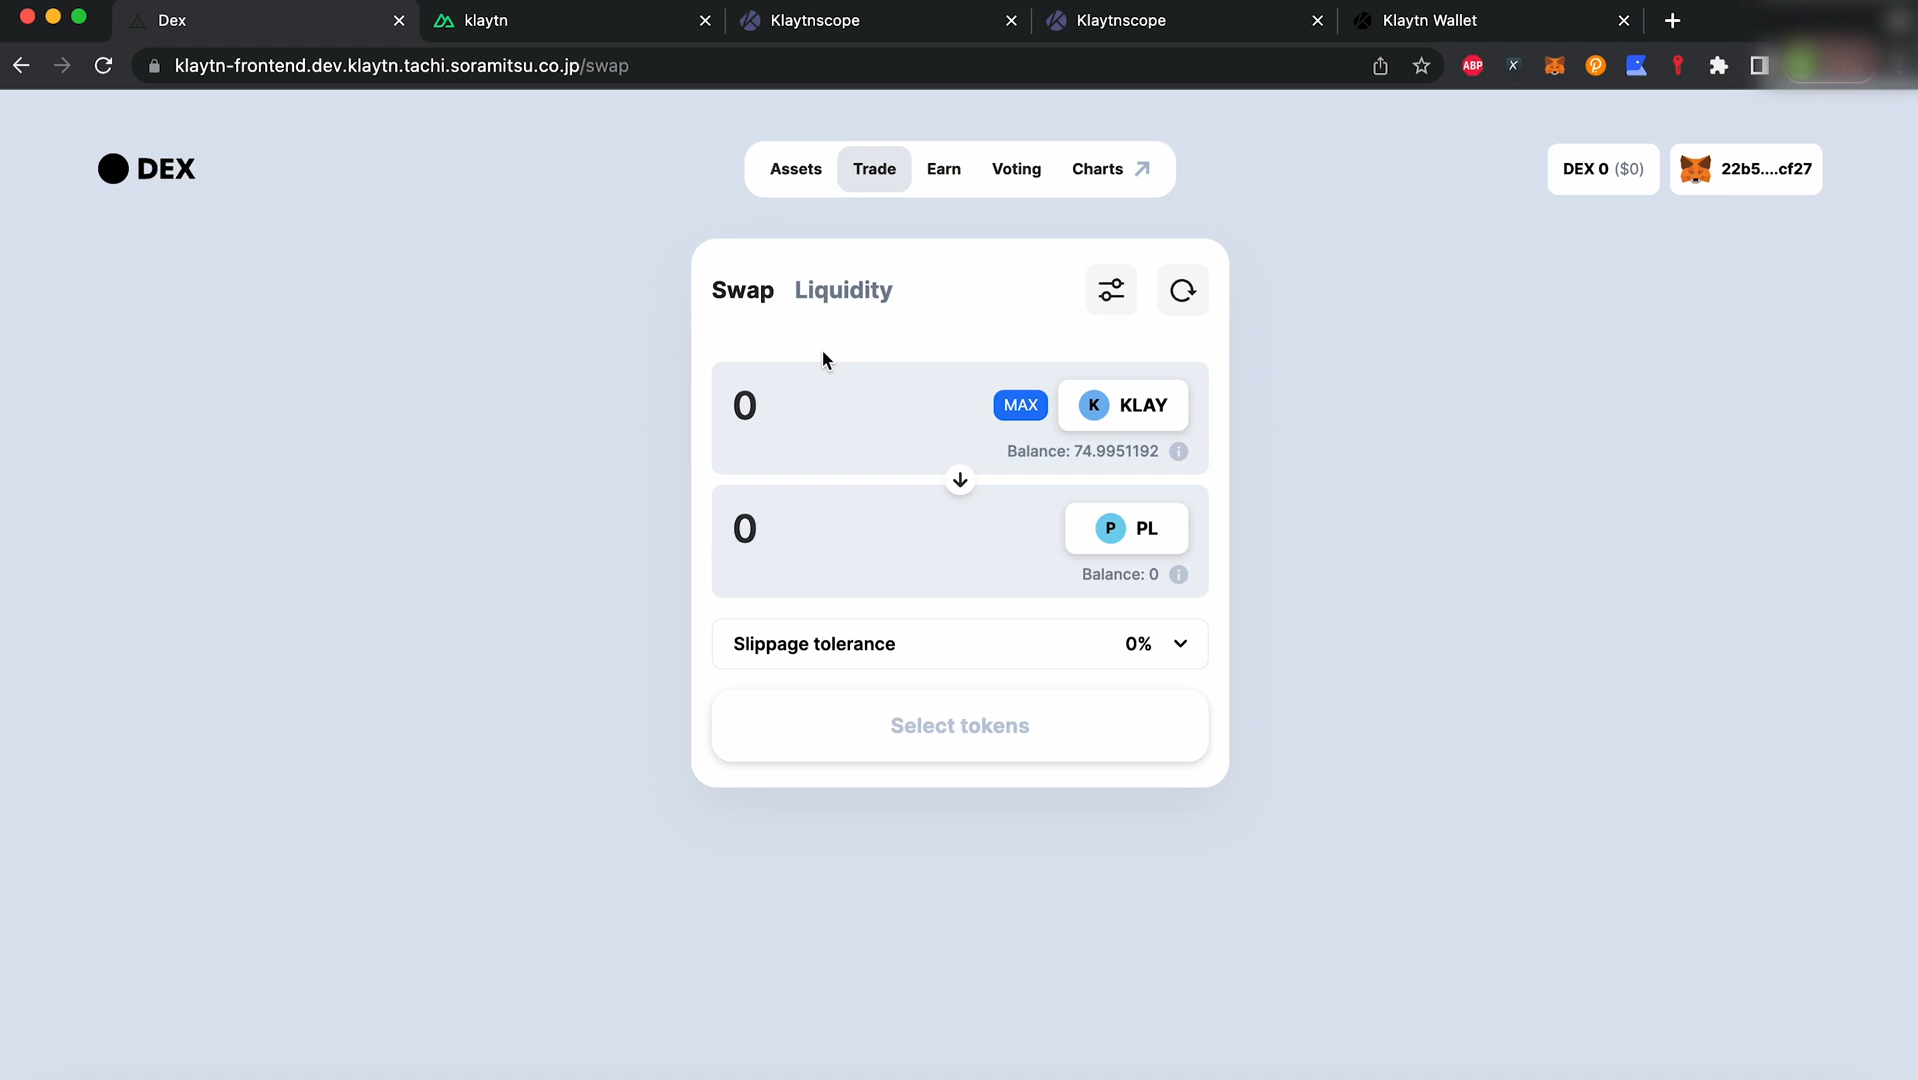 Dex
klaytn
Klaytnscope
Klaytnscope
Klaytn Wallet
klaytn-frontend.dev.klaytn.tachi.soramitsu.co.jp/swap
ABP
DEX
Assets Trade Earn Voting Charts
DEX 0 ($0)
22b5....cf27
Swap Liquidity
0 MAX K KLAY
Balance: 74.9951192
0 P PL
Balance: 0
Slippage tolerance 0%
Select tokens